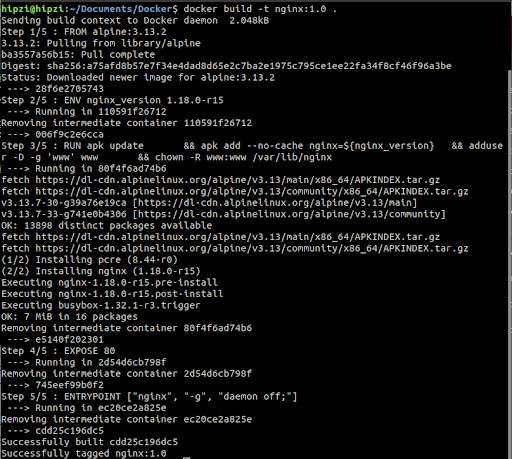 hipzi@hipzi:~/Documents/Docker$ docker build -t nginx:1.0 .
Sending build context to Docker daemon  2.048kB
Step 1/5 : FROM alpine:3.13.2
3.13.2: Pulling from library/alpine
ba3557a56b15: Pull complete
Digest: sha256:a75afd8b57e7f34e4dad8d65e2c7ba2e1975c795ce1ee22fa34f8cf46f96a3be
Status: Downloaded newer image for alpine:3.13.2
 ---> 28f6e2705743
Step 2/5 : ENV nginx_version 1.18.0-r15
 ---> Running in 110591f26712
Removing intermediate container 110591f26712
 ---> 006f9c2e6cca
Step 3/5 : RUN apk update       && apk add --no-cache nginx=${nginx_version}   && adduse
r -D -g 'www' www       && chown -R www:www /var/lib/nginx
 ---> Running in 80f4f6ad74b6
fetch https://dl-cdn.alpinelinux.org/alpine/v3.13/main/x86_64/APKINDEX.tar.gz
fetch https://dl-cdn.alpinelinux.org/alpine/v3.13/community/x86_64/APKINDEX.tar.gz
v3.13.7-30-g39a76e19ca [https://dl-cdn.alpinelinux.org/alpine/v3.13/main]
v3.13.7-33-g741e0b4306 [https://dl-cdn.alpinelinux.org/alpine/v3.13/community]
OK: 13898 distinct packages available
fetch https://dl-cdn.alpinelinux.org/alpine/v3.13/main/x86_64/APKINDEX.tar.gz
fetch https://dl-cdn.alpinelinux.org/alpine/v3.13/community/x86_64/APKINDEX.tar.gz
(1/2) Installing pcre (8.44-r0)
(2/2) Installing nginx (1.18.0-r15)
Executing nginx-1.18.0-r15.pre-install
Executing nginx-1.18.0-r15.post-install
Executing busybox-1.32.1-r3.trigger
OK: 7 MiB in 16 packages
Removing intermediate container 80f4f6ad74b6
 ---> e5140f202301
Step 4/5 : EXPOSE 80
 ---> Running in 2d54d6cb798f
Removing intermediate container 2d54d6cb798f
 ---> 745eef99b0f2
Step 5/5 : ENTRYPOINT ["nginx", "-g", "daemon off;"]
 ---> Running in ec20ce2a825e
Removing intermediate container ec20ce2a825e
 ---> cdd25c196dc5
Successfully built cdd25c196dc5
Successfully tagged nginx:1.0